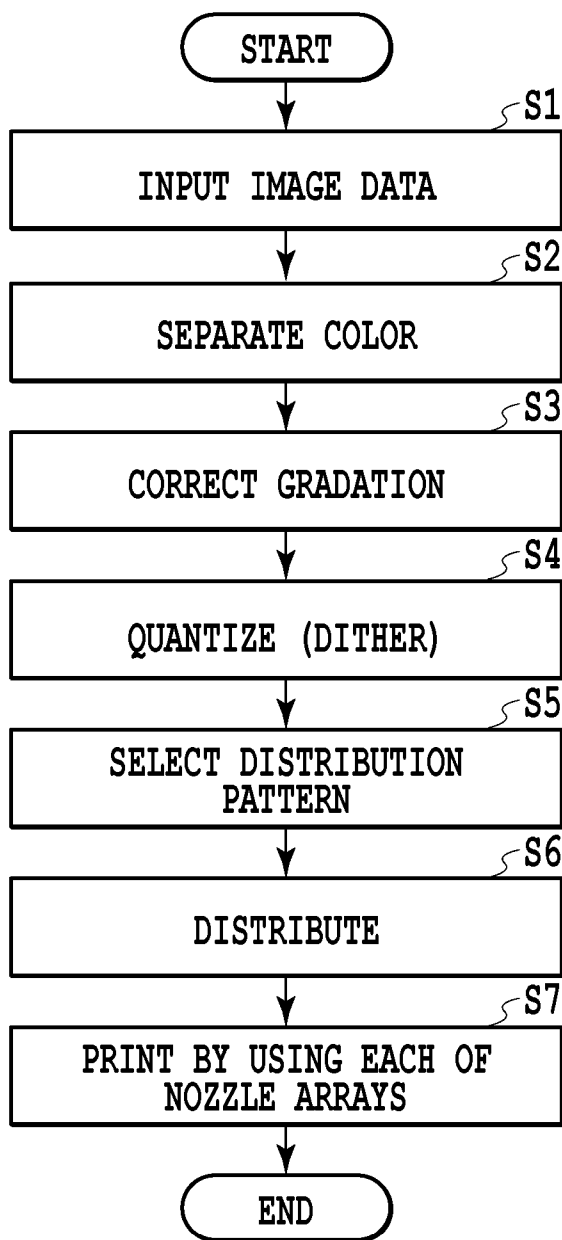 START
S1
INPUT IMAGE DATA
S2
SEPARATE COLOR
S3
CORRECT GRADATION
S4
QUANTIZE (DITHER)
S5
SELECT DISTRIBUTION
PATTERN
S6
DISTRIBUTE
S7
PRINT BY USING EACH OF
NOZZLE ARRAYS
END